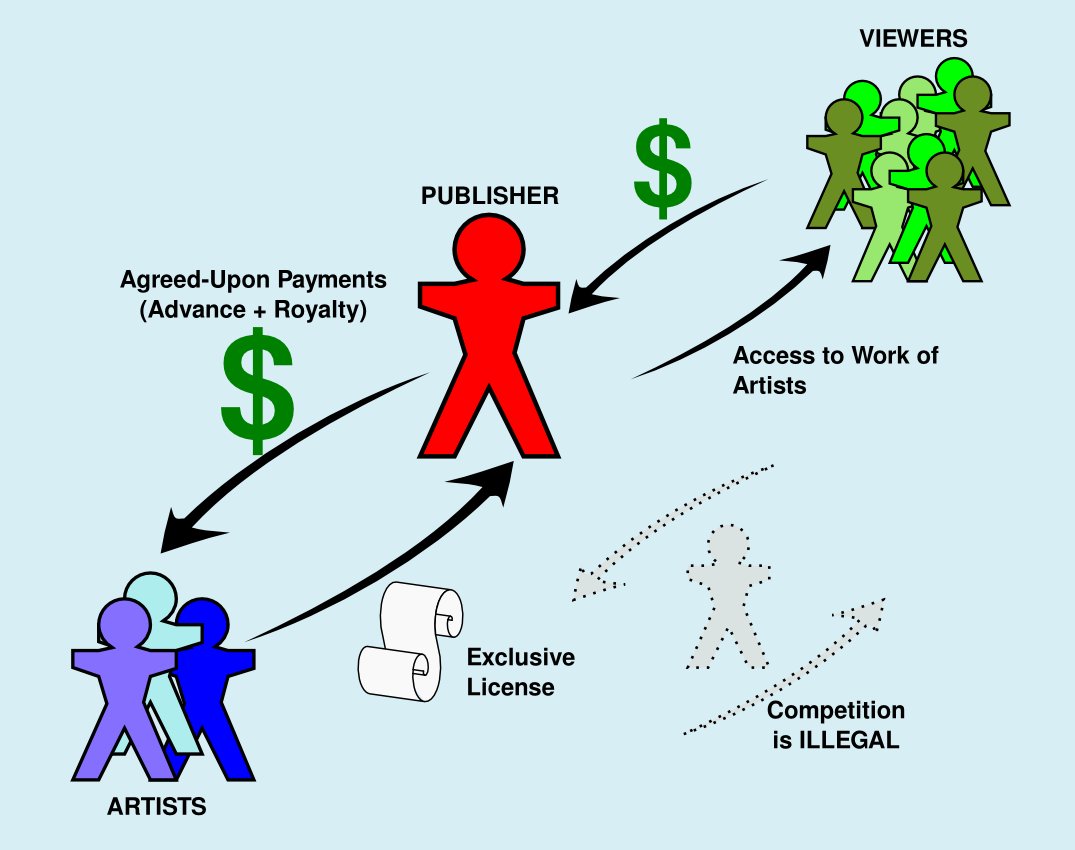 VIEWERS
$
PUBLISHER
Agreed-Upon Payments
(Advance + Royalty)
$
Access to Work of
Artists
Exclusive
License
Competition
is ILLEGAL
ARTISTS